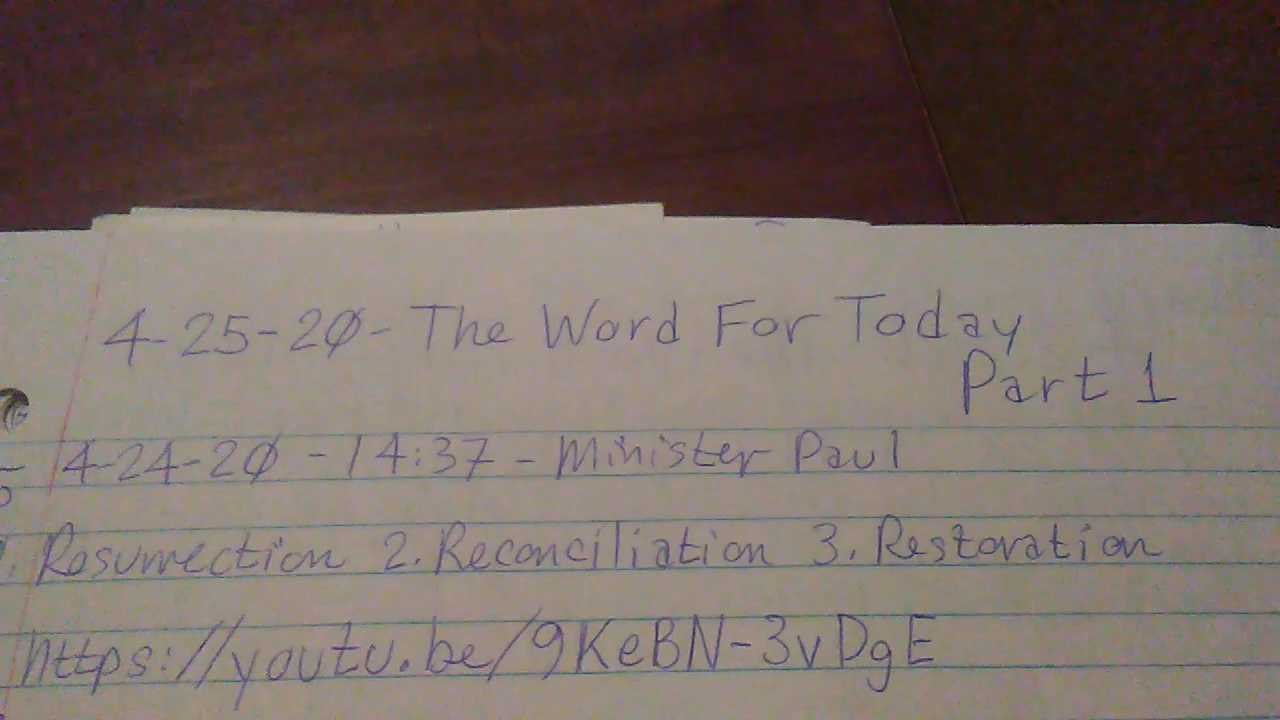 4-25-20- The Word For Today
Part 1
4-24-20 - 14:37 - Minister Paul
1. Resurrection 2. Reconciliation 3. Restoration
https://youtu.be/9KeBN-3vDgE